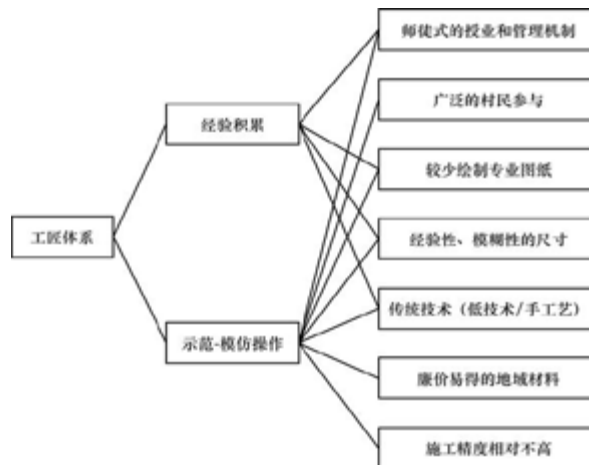 师徒式的授业和管理机制
广泛的村民参与
经验积累
较少绘制专业图纸
工匠体系
经验性、模糊性的尺寸
传统技术（低技术/手工艺）
示范-模仿操作
廉价易得的地域材料
施工精度相对不高